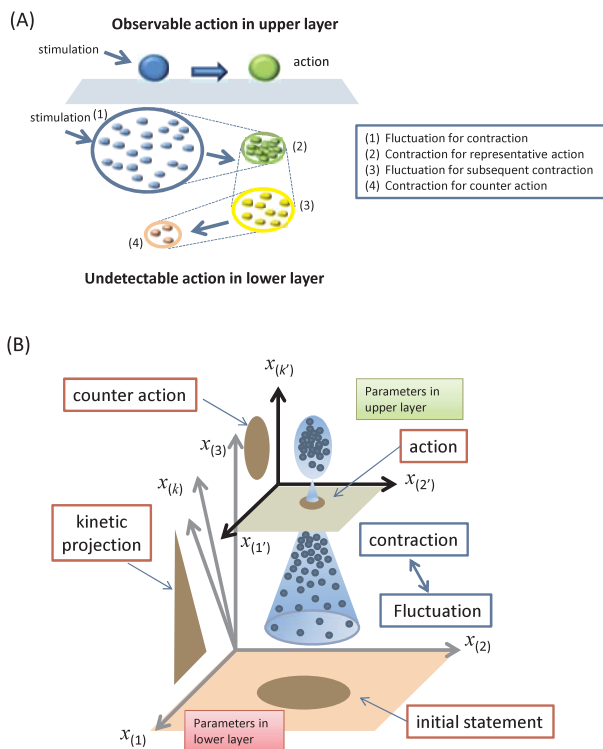 (A)
Observable action in upper layer
stimulation
action
stimulation
(1)
(2)
(3)
(4)
(1) Fluctuation for contraction
(2) Contraction for representative action
(3) Fluctuation for subsequent contraction
(4) Contraction for counter action
Undetectable action in lower layer
(B)
x(k')
counter action
Parameters in
upper layer
x(3)
action
x(k)
x(2')
kinetic
projection
x(1')
contraction
Fluctuation
x(2)
initial statement
x(1)
Parameters in
lower layer